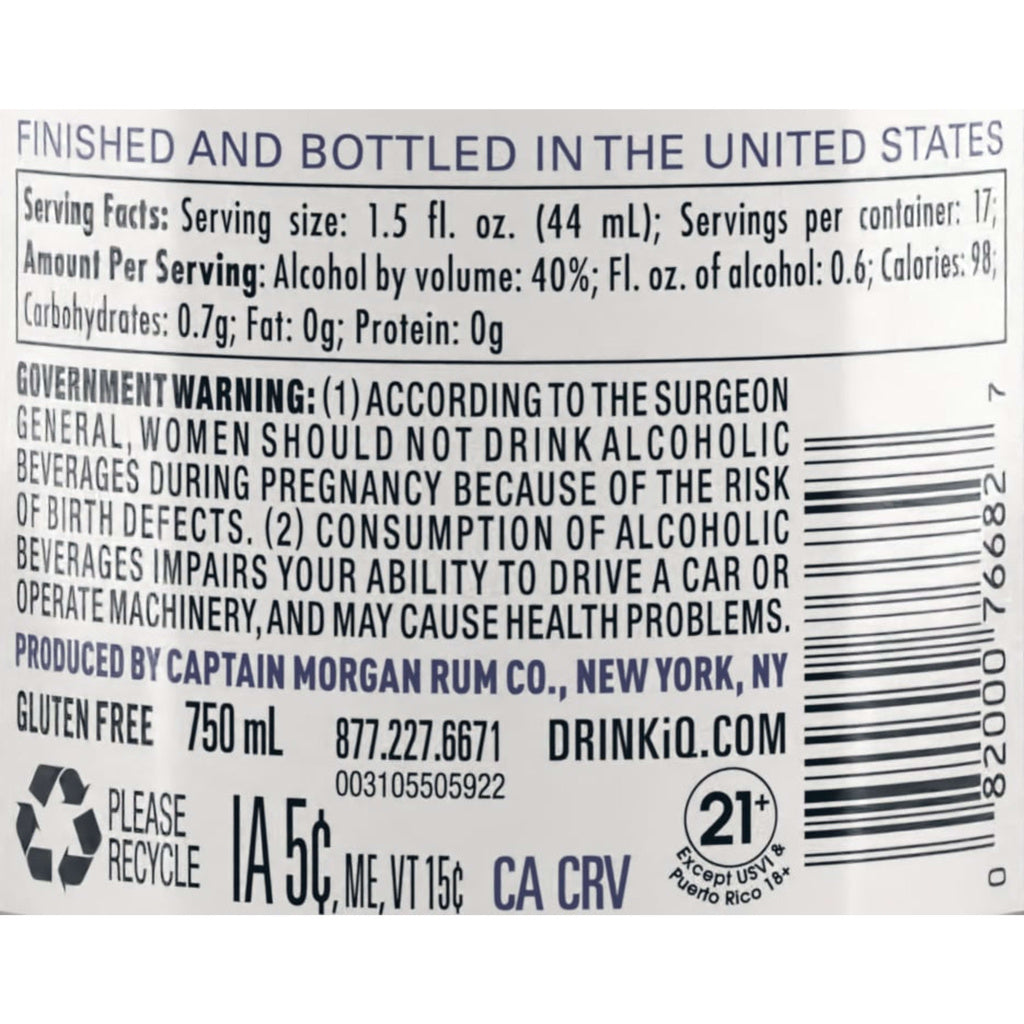 FINISHED AND BOTTLED IN THE UNITED STATES
Serving Facts: Serving size: 1.5 fl. oz. (44 mL); Servings per container: 17;
Amount Per Serving: Alcohol by volume: 40%; Fl. oz. of alcohol: 0.6; Calories: 98;
Carbohydrates: 0.7g; Fat: 0g; Protein: 0g
GOVERNMENT WARNING: (1) ACCORDING TO THE SURGEON
GENERAL, WOMEN SHOULD NOT DRINK ALCOHOLIC
BEVERAGES DURING PREGNANCY BECAUSE OF THE RISK
OF BIRTH DEFECTS. (2) CONSUMPTION OF ALCOHOLIC
BEVERAGES IMPAIRS YOUR ABILITY TO DRIVE A CAR OR
OPERATE MACHINERY, AND MAY CAUSE HEALTH PROBLEMS.
PRODUCED BY CAPTAIN MORGAN RUM CO., NEW YORK, NY
GLUTEN FREE 750 mL 877.227.6671 DRINKiQ.COM
003105505922
PLEASE
RECYCLE
IA 5¢, ME, VT 15¢ CA CRV
21+
Except USVI &
Puerto Rico 18+
0 82000 76682 7